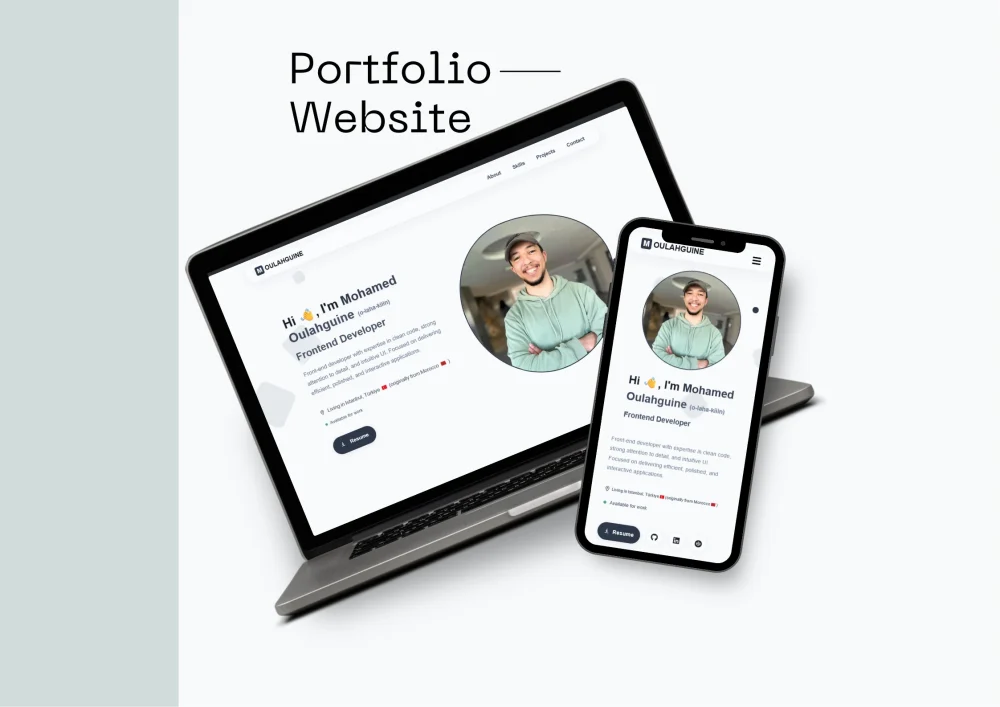 Portfolio
Website
About Skills Projects Contact
M OULAHGUINE
Hi 👋, I'm Mohamed
Oulahguine (o-laha-kiin)
Frontend Developer
Front-end developer with expertise in clean code, strong
attention to detail, and intuitive UI. Focused on delivering
efficient, polished, and interactive applications.
Living in Istanbul, Türkiye 🇹🇷 (originally from Morocco 🇲🇦 )
Available for work
Resume
M OULAHGUINE
Hi 👋, I'm Mohamed
Oulahguine (o-laha-kiin)
Frontend Developer
Front-end developer with expertise in clean code,
strong attention to detail, and intuitive UI.
Focused on delivering efficient, polished, and
interactive applications.
Living in Istanbul, Türkiye 🇹🇷 (originally from Morocco 🇲🇦 )
Available for work
Resume